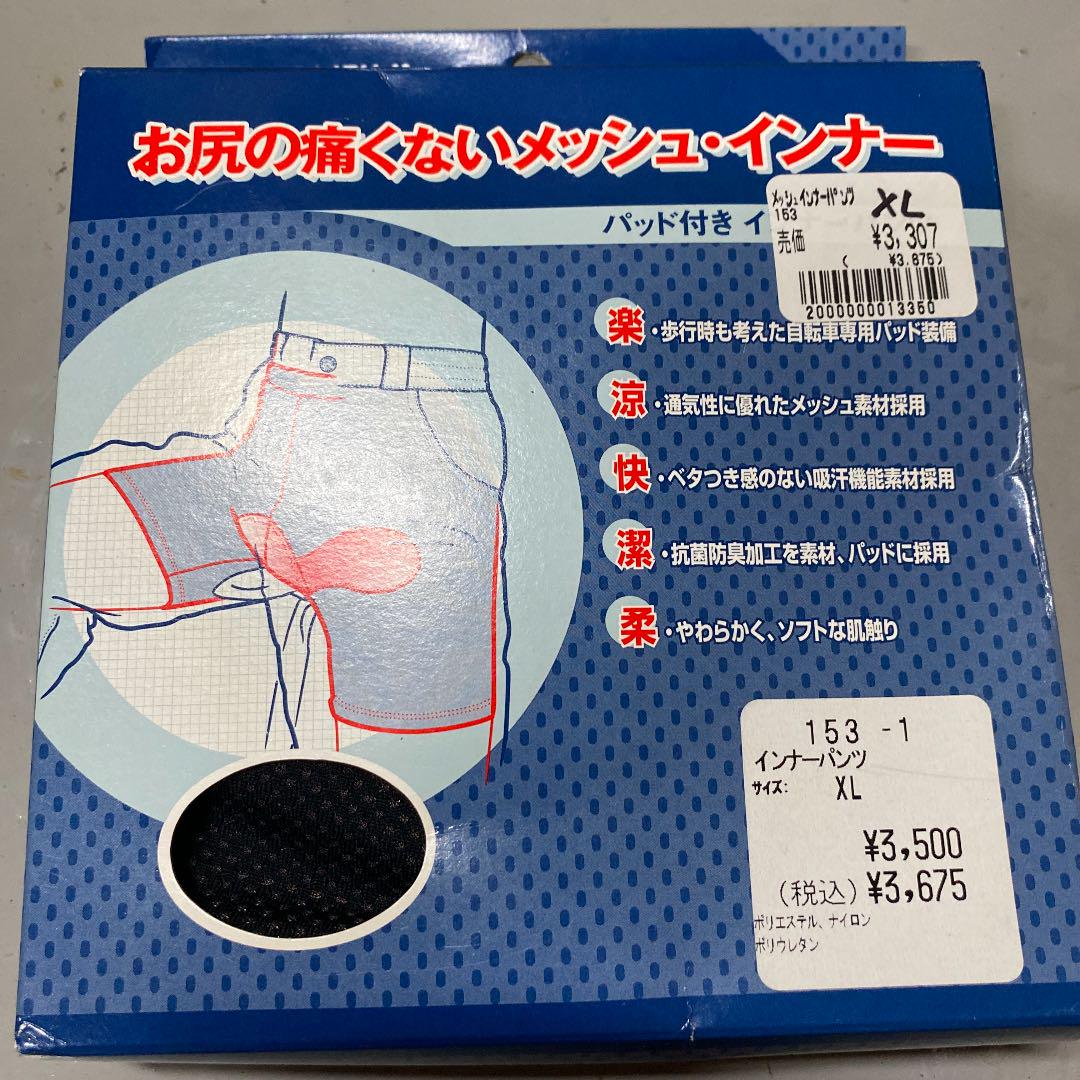 お尻の痛くないメッシュ・インナー
パッド付き イ
メッシュインナーパンツ
153
XL
売価 ¥3,307
( ¥3.675)
2000000013350
楽・歩行時も考えた自転車専用パッド装備
涼・通気性に優れたメッシュ素材採用
快・ベタつき感のない吸汗機能素材採用
潔・抗菌防臭加工を素材、パッドに採用
柔・やわらかく、ソフトな肌触り
153 -1
インナーパンツ
サイズ: XL
¥3,500
(税込) ¥3,675
ポリエステル、ナイロン
ポリウレタン